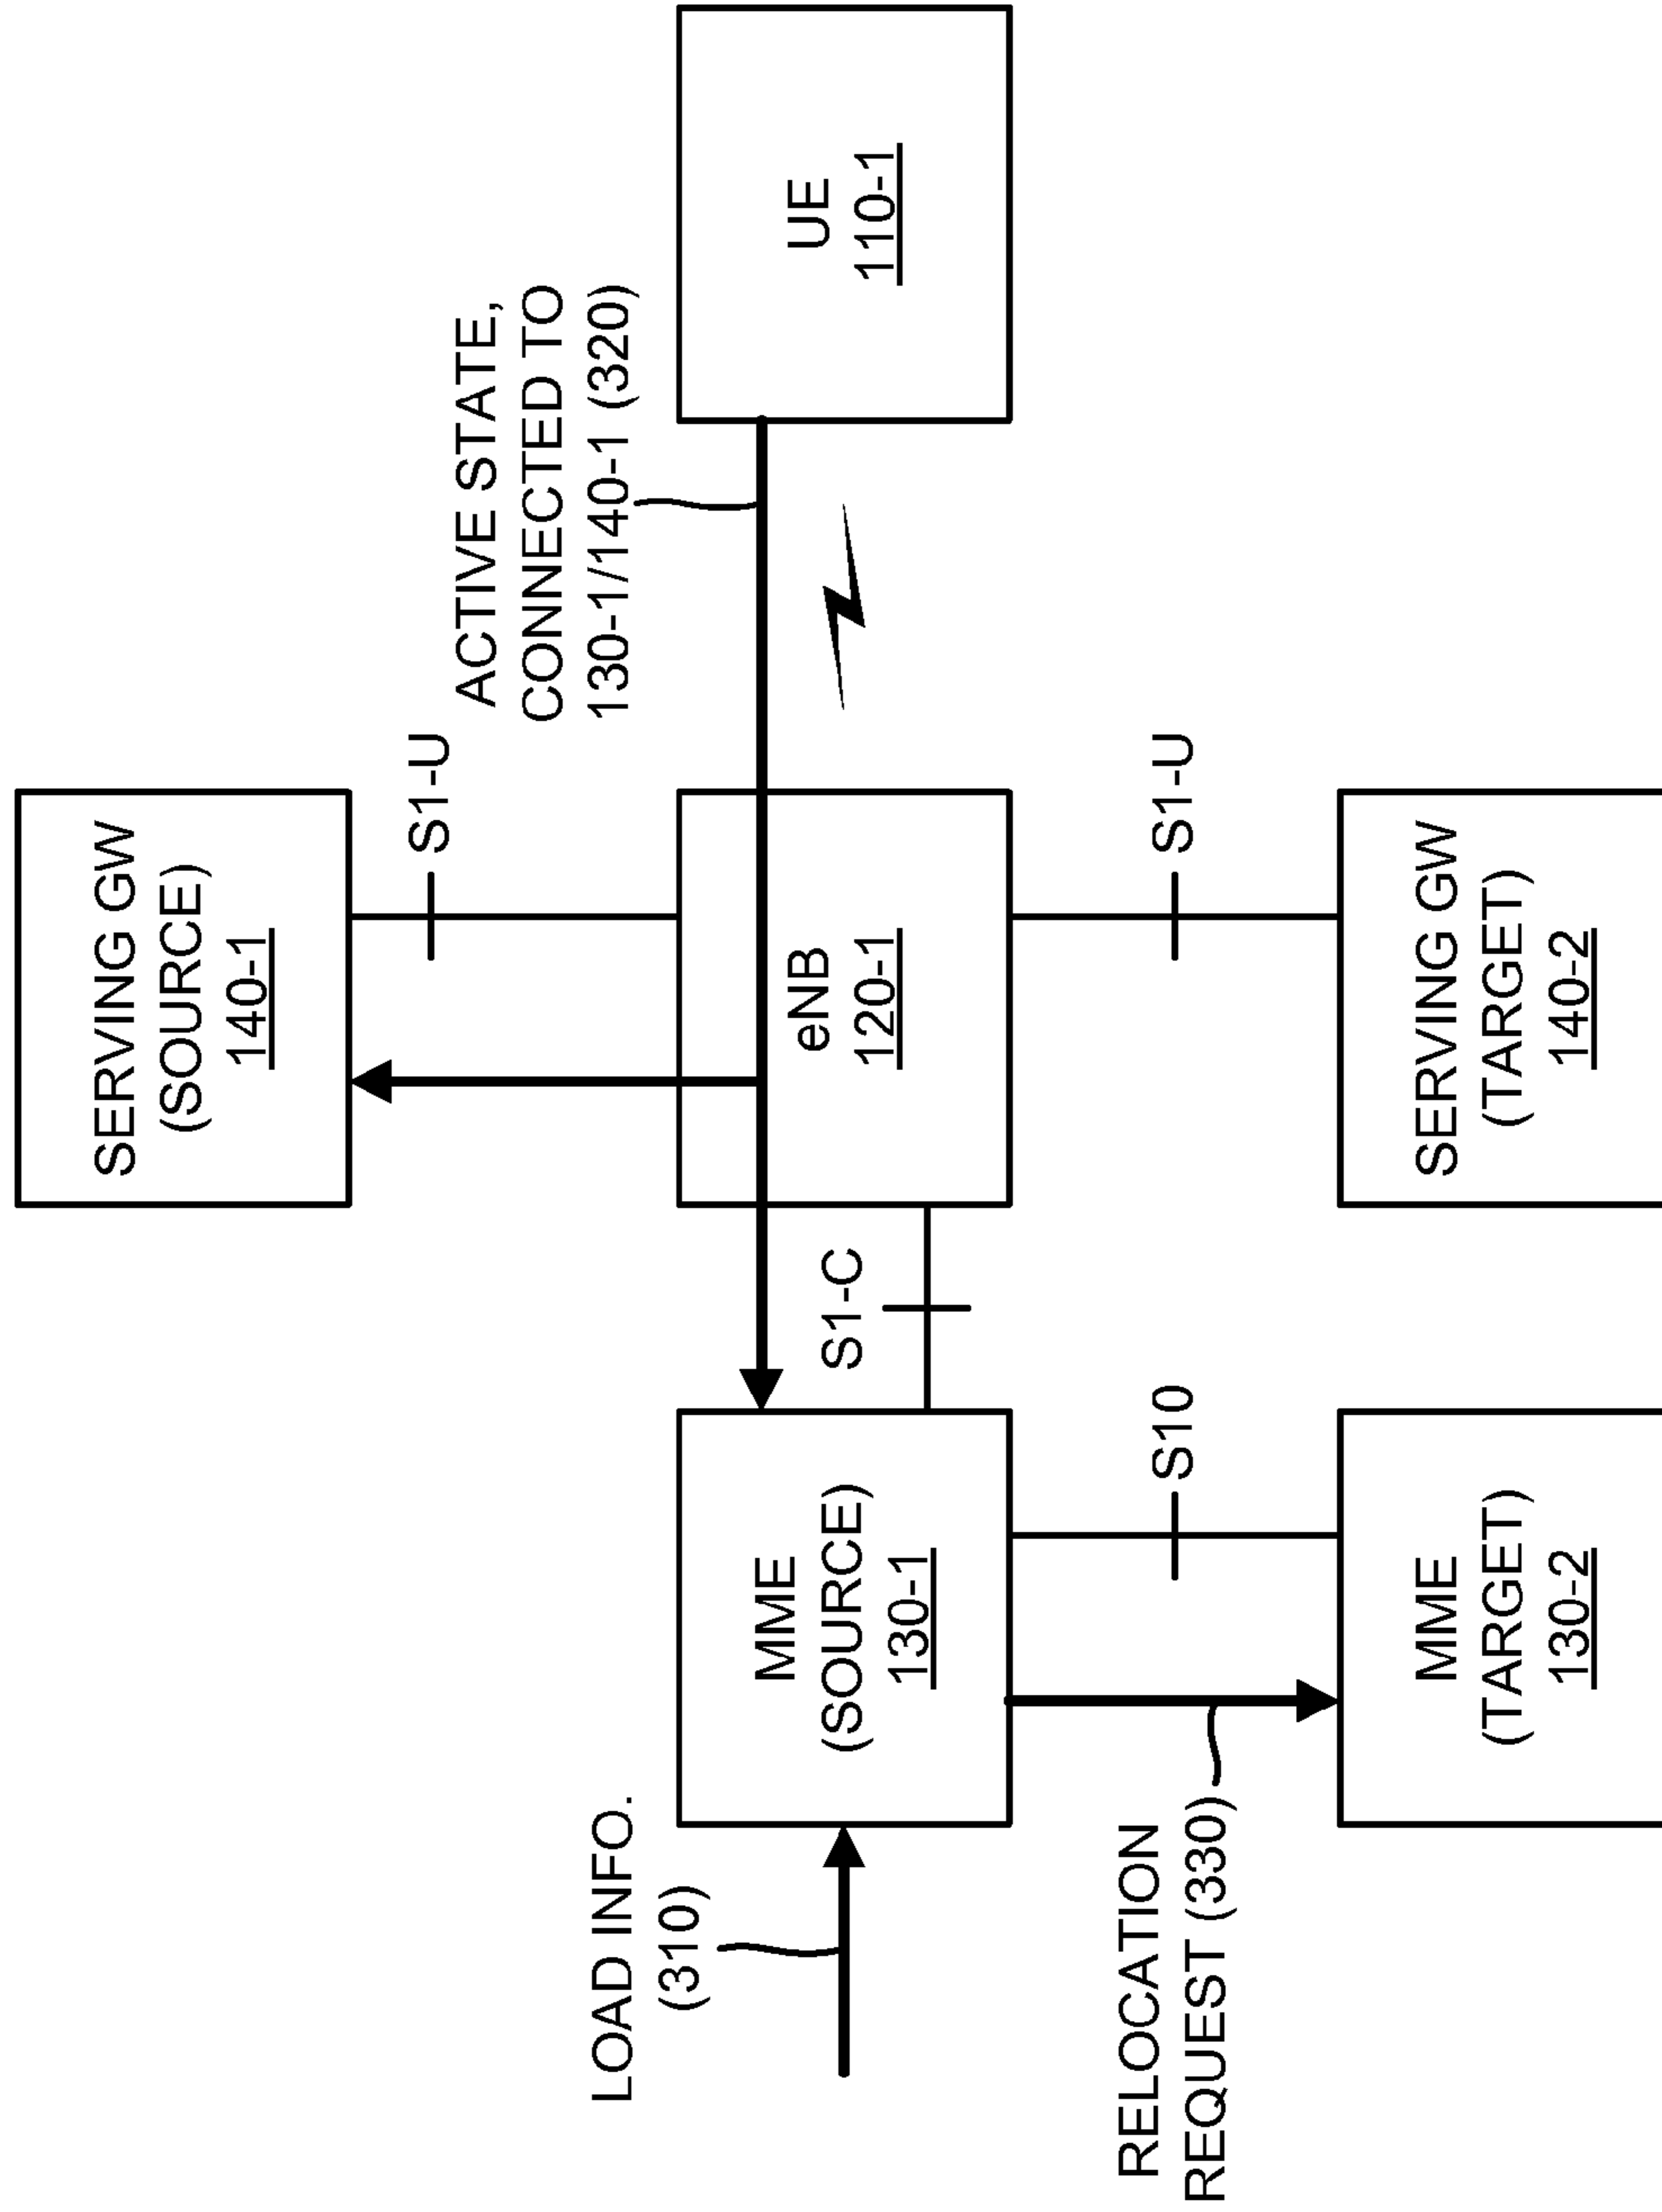 SERVING GW
(SOURCE)
140-1
S1-U
ACTIVE STATE,
CONNECTED TO
130-1/140-1 (320)
LOAD INFO.
(310)
MME
(SOURCE)
130-1
S1-C
eNB
120-1
UE
110-1
RELOCATION
REQUEST (330)
S10
S1-U
MME
(TARGET)
130-2
SERVING GW
(TARGET)
140-2